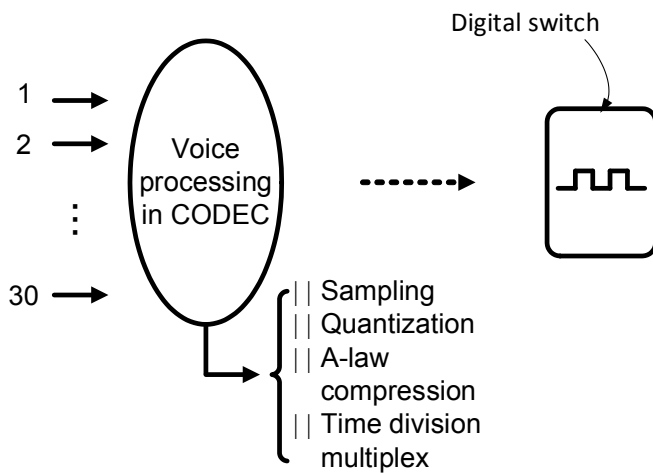 Digital switch
1
2
⋮
30
Voice
processing
in CODEC
|| Sampling
|| Quantization
|| A-law
compression
|| Time division
multiplex